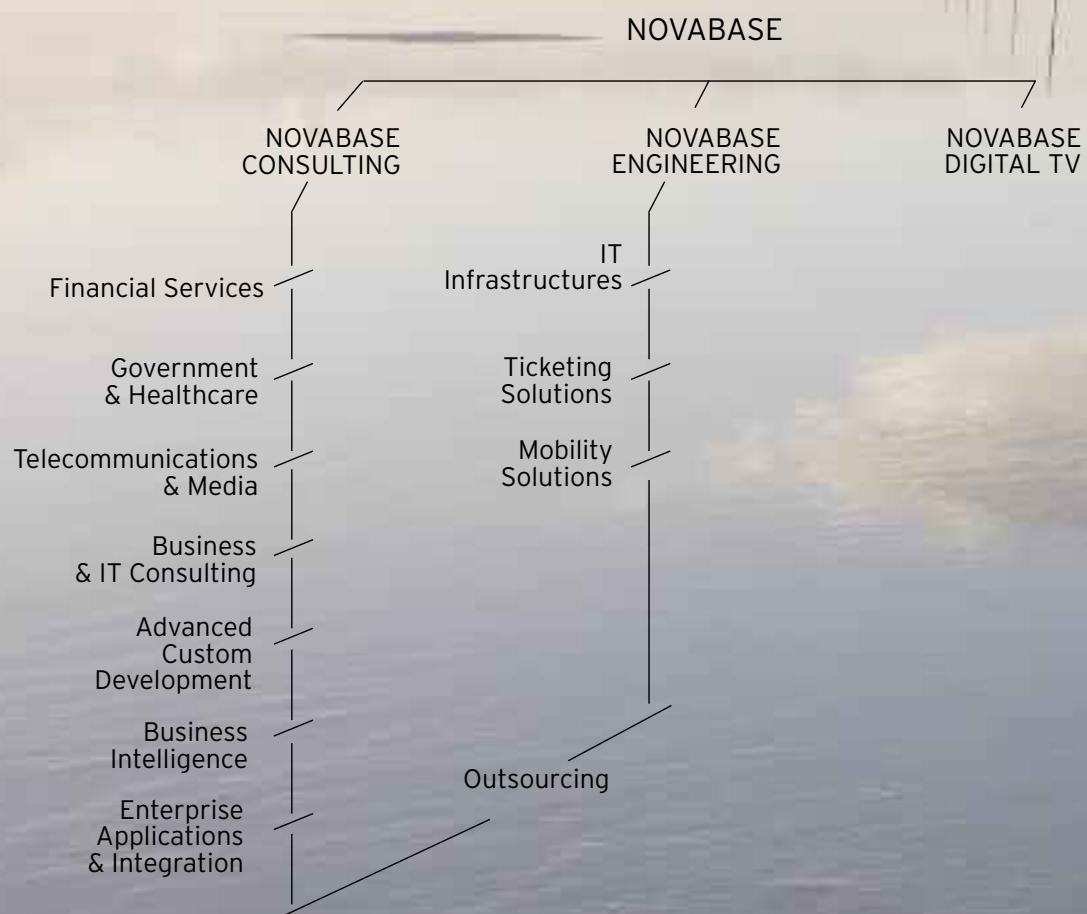 NOVABASE
NOVABASE
CONSULTING
NOVABASE
ENGINEERING
NOVABASE
DIGITAL TV
Financial Services
Government
& Healthcare
Telecommunications
& Media
Business
& IT Consulting
Advanced
Custom
Development
Business
Intelligence
Enterprise
Applications
& Integration
IT
Infrastructures
Ticketing
Solutions
Mobility
Solutions
Outsourcing